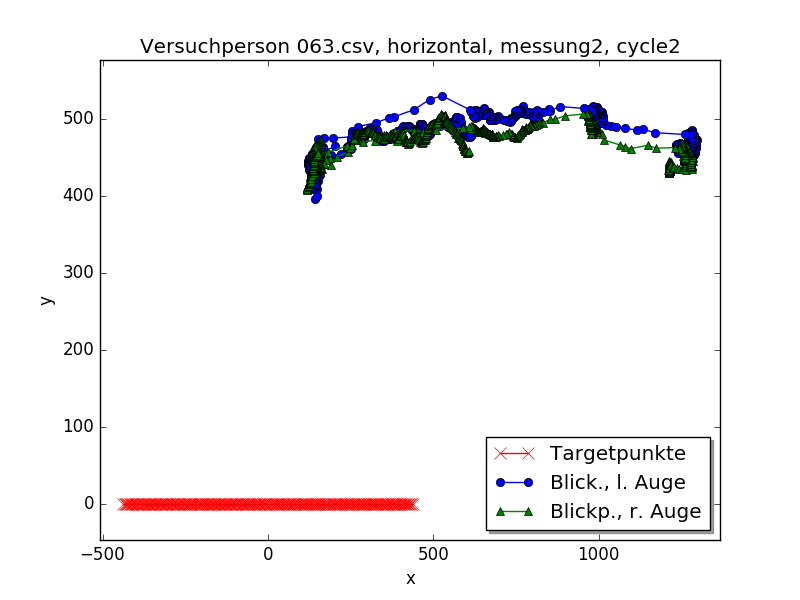 Versuchperson 063.csv, horizontal, messung2, cycle2
y
500
400
300
200
100
0
−500
0
500
1000
x
Targetpunkte
Blick., l. Auge
Blickp., r. Auge